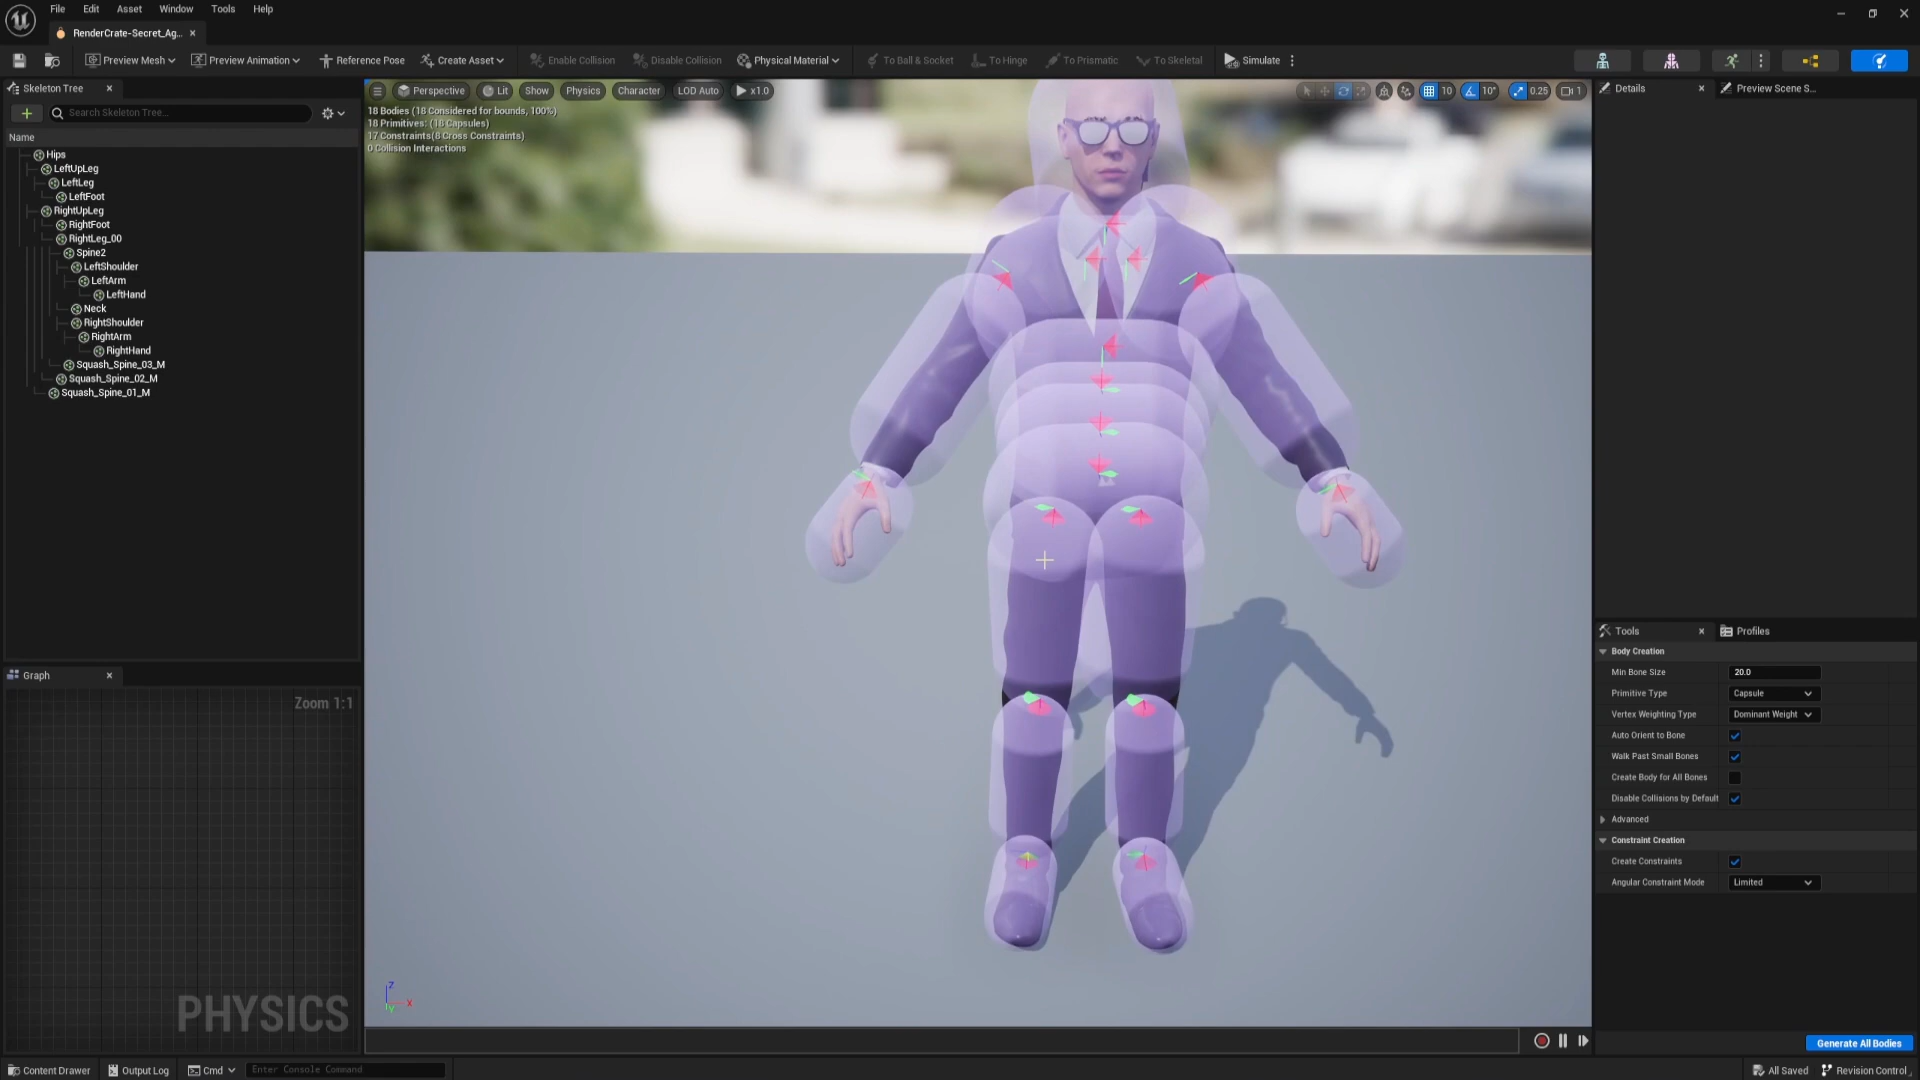 File Edit Asset Window Tools Help
RenderCrate-Secret_Ag...
Preview Mesh Preview Animation Reference Pose Create Asset Enable Collision Disable Collision Physical Material To Ball & Socket To Hinge To Prismatic To Skeletal Simulate
Skeleton Tree
Search Skeleton Tree...
Name
Hips
LeftUpLeg
LeftLeg
LeftFoot
RightUpLeg
RightFoot
RightLeg_00
Spine2
LeftShoulder
LeftArm
LeftHand
Neck
RightShoulder
RightArm
RightHand
Squash_Spine_03_M
Squash_Spine_02_M
Squash_Spine_01_M
Graph
Zoom 1:1
PHYSICS
Perspective Lit Show Physics Character LOD Auto x1.0 10 10° 0.25 1
18 Bodies (18 Considered for bounds, 100%)
18 Primitives: (18 Capsules)
17 Constraints(8 Cross Constraints)
0 Collision Interactions
Z
X
Y
Details Preview Scene S...
Tools Profiles
Body Creation
Min Bone Size 20.0
Primitive Type Capsule
Vertex Weighting Type Dominant Weight
Auto Orient to Bone
Walk Past Small Bones
Create Body for All Bones
Disable Collisions by Default
Advanced
Constraint Creation
Create Constraints
Angular Constraint Mode Limited
Generate All Bodies
Content Drawer Output Log Cmd Enter Console Command All Saved Revision Control